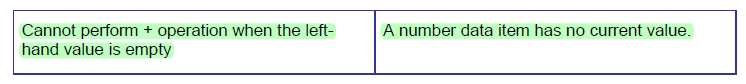 Cannot perform + operation when the left-
hand value is empty
A number data item has no current value.